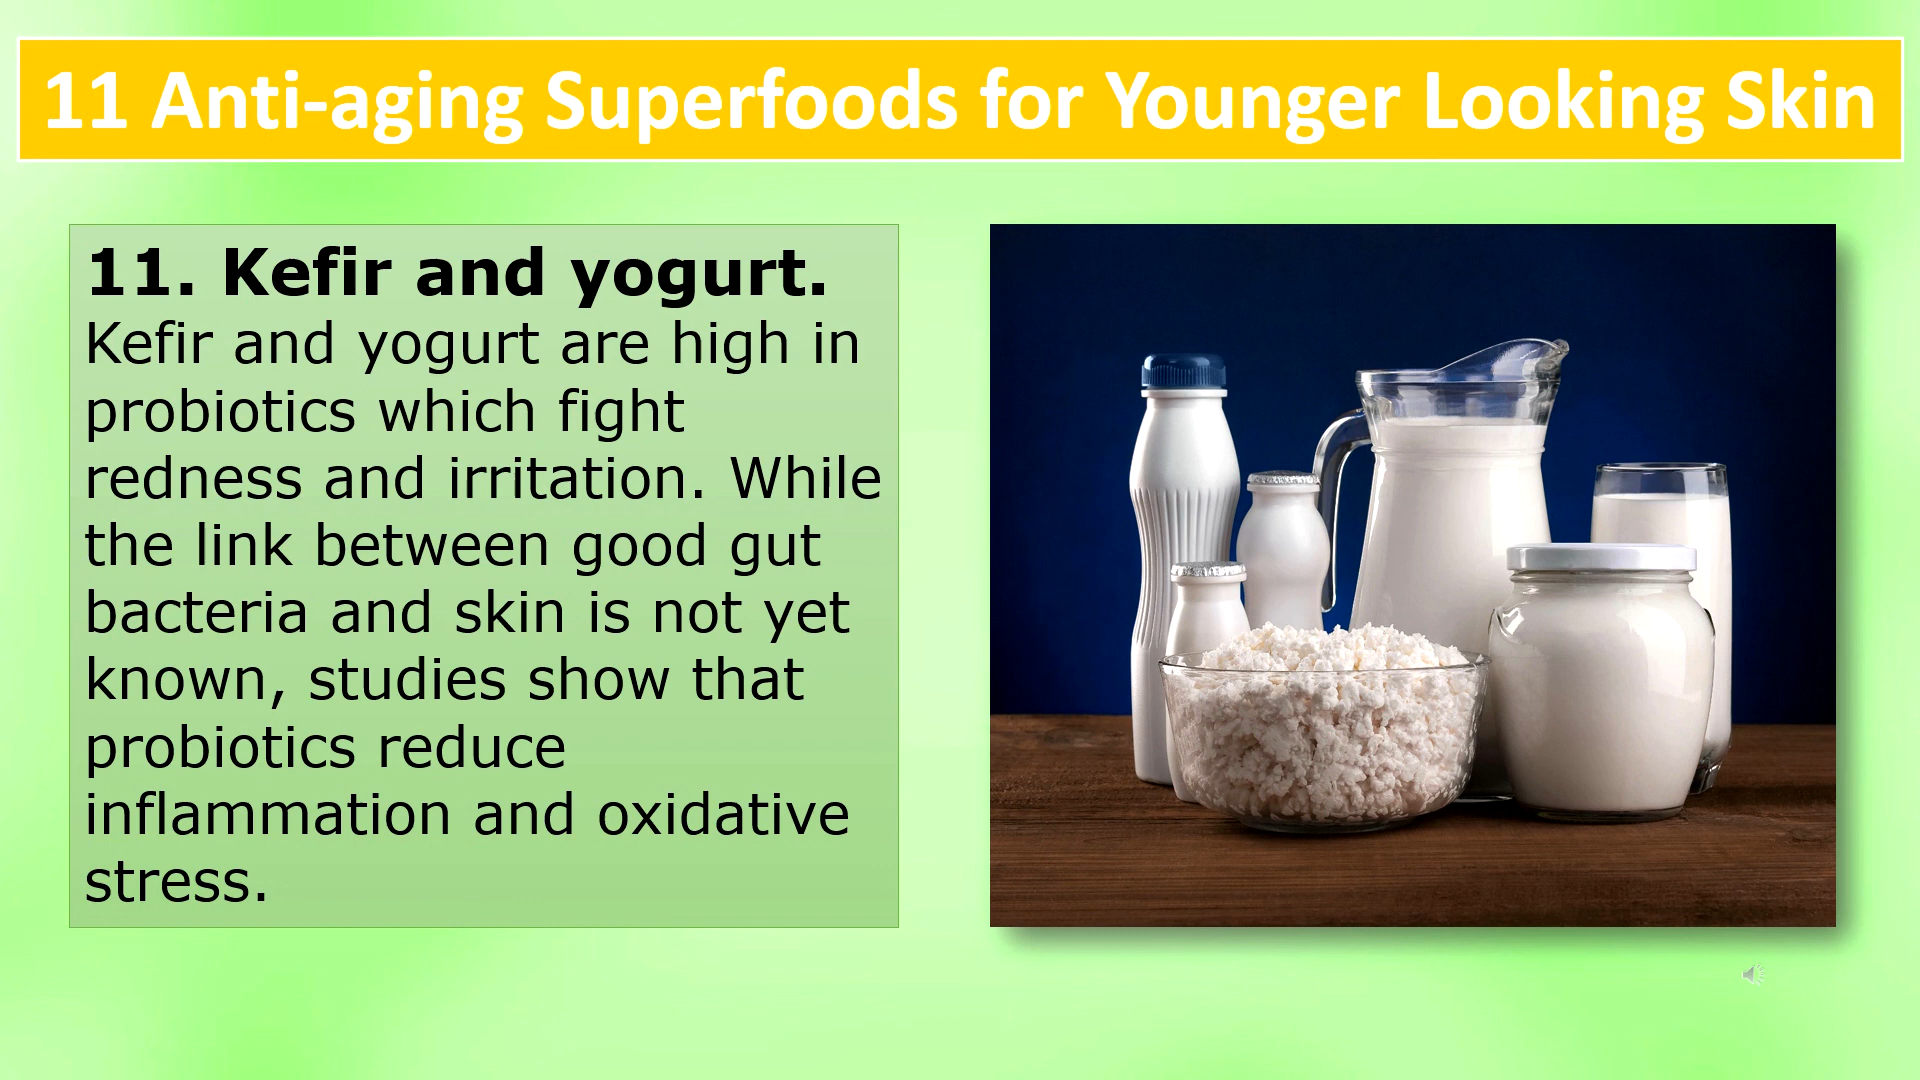 11 Anti-aging Superfoods for Younger Looking Skin
11. Kefir and yogurt.
Kefir and yogurt are high in
probiotics which fight
redness and irritation. While
the link between good gut
bacteria and skin is not yet
known, studies show that
probiotics reduce
inflammation and oxidative
stress.